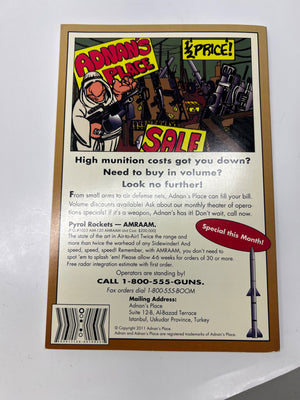 ADNAN'S
PLACE
½ PRICE!
SALE
High munition costs got you down?
Need to buy in volume?
Look no further!
From small arms to air defense nets, Adnan's Place can fill your bill.
Volume discounts available! Ask about our monthly theater of opera-
tions specials! If it's a weapon, Adnan's has it! Don't wait, call now.
Special this Month!
Pyral Rockets — AMRAAM.
The state of the art in Air-to-Air! Twice the range and
more than twice the warhead of any Sidewinder! And
speed, speed, speed! Remember, with AMRAAM, you don't need to
spot 'em to splash 'em! Please allow 4-6 weeks for orders of 30 or more.
Free radar integration estimate with first order.
Operators are standing by!
CALL 1-800-555-GUNS.
Fax orders dial 1-800-555-BOOM
Mailing Address:
Adnan's Place
Suite 12-B, Al-Bazaad Terrace
Istanbul, Uskudar Province, Turkey
© Copyright 2011 Adnan's Place.
Adnan and Adnan's Place are registered trademarks of Adnan's Place.